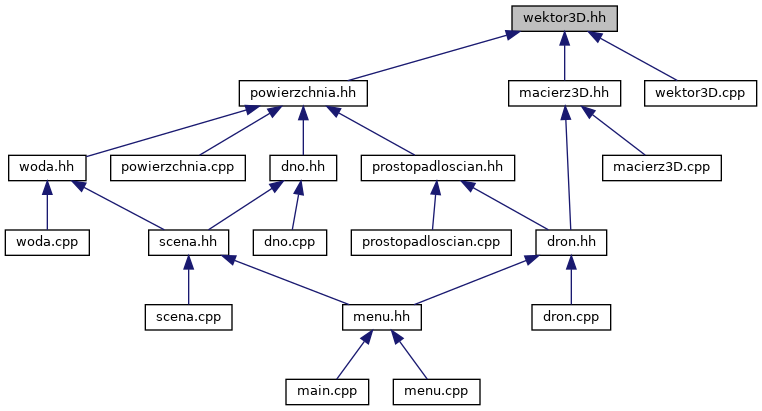 wektor3D.hh
powierzchnia.hh
macierz3D.hh
wektor3D.cpp
woda.hh
powierzchnia.cpp
dno.hh
prostopadloscian.hh
macierz3D.cpp
woda.cpp
scena.hh
dno.cpp
prostopadloscian.cpp
dron.hh
scena.cpp
menu.hh
dron.cpp
main.cpp
menu.cpp